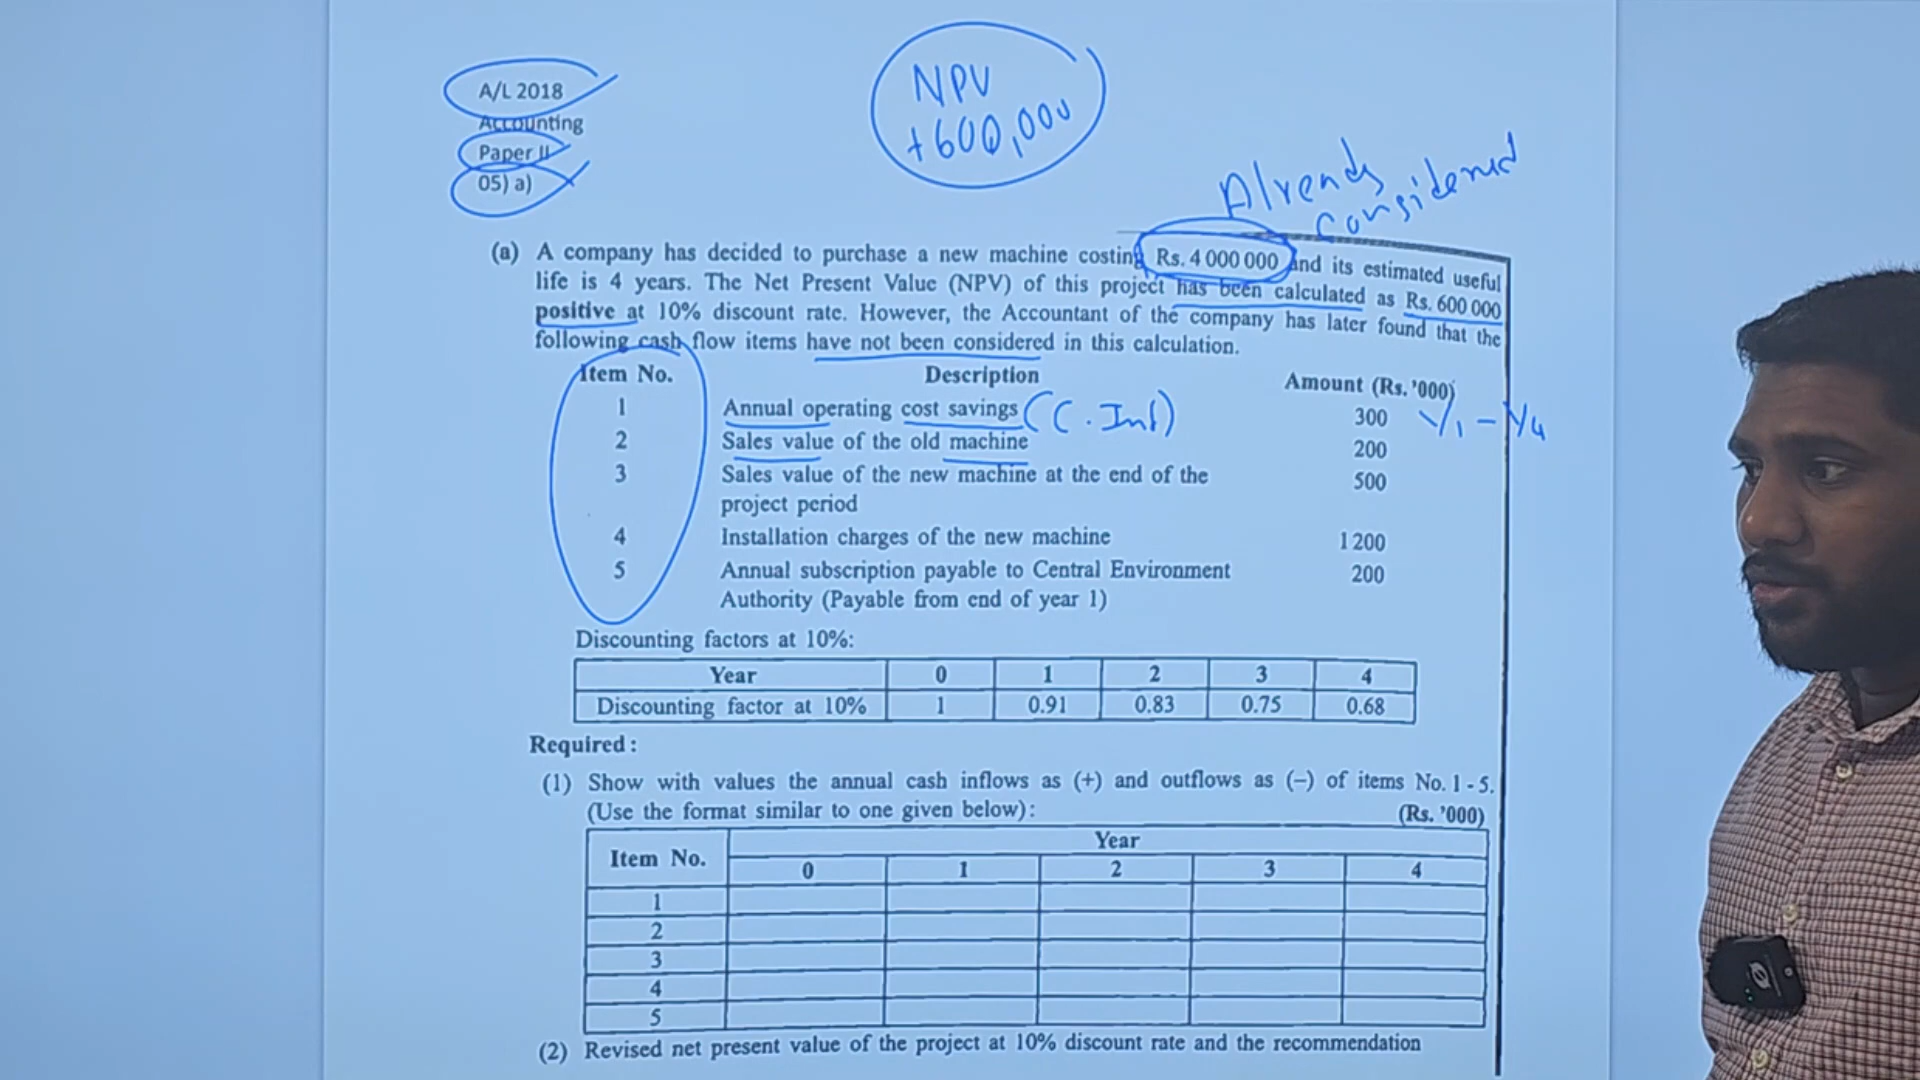 A/L 2018
Accounting
Paper II
05) a)
NPV
+600,000
Already
considered
(a) A company has decided to purchase a new machine costing Rs. 4 000 000 and its estimated useful
life is 4 years. The Net Present Value (NPV) of this project has been calculated as Rs. 600 000
positive at 10% discount rate. However, the Accountant of the company has later found that the
following cash flow items have not been considered in this calculation.
Item No. Description Amount (Rs. '000)
1 Annual operating cost savings (C. Inf) 300 Y/1 - Y/4
2 Sales value of the old machine 200
3 Sales value of the new machine at the end of the 500
project period
4 Installation charges of the new machine 1200
5 Annual subscription payable to Central Environment 200
Authority (Payable from end of year 1)
Discounting factors at 10%:
Year 0 1 2 3 4
Discounting factor at 10% 1 0.91 0.83 0.75 0.68
Required :
(1) Show with values the annual cash inflows as (+) and outflows as (−) of items No. 1 - 5.
(Use the format similar to one given below) : (Rs. '000)
Item No. Year
0 1 2 3 4
1
2
3
4
5
(2) Revised net present value of the project at 10% discount rate and the recommendation